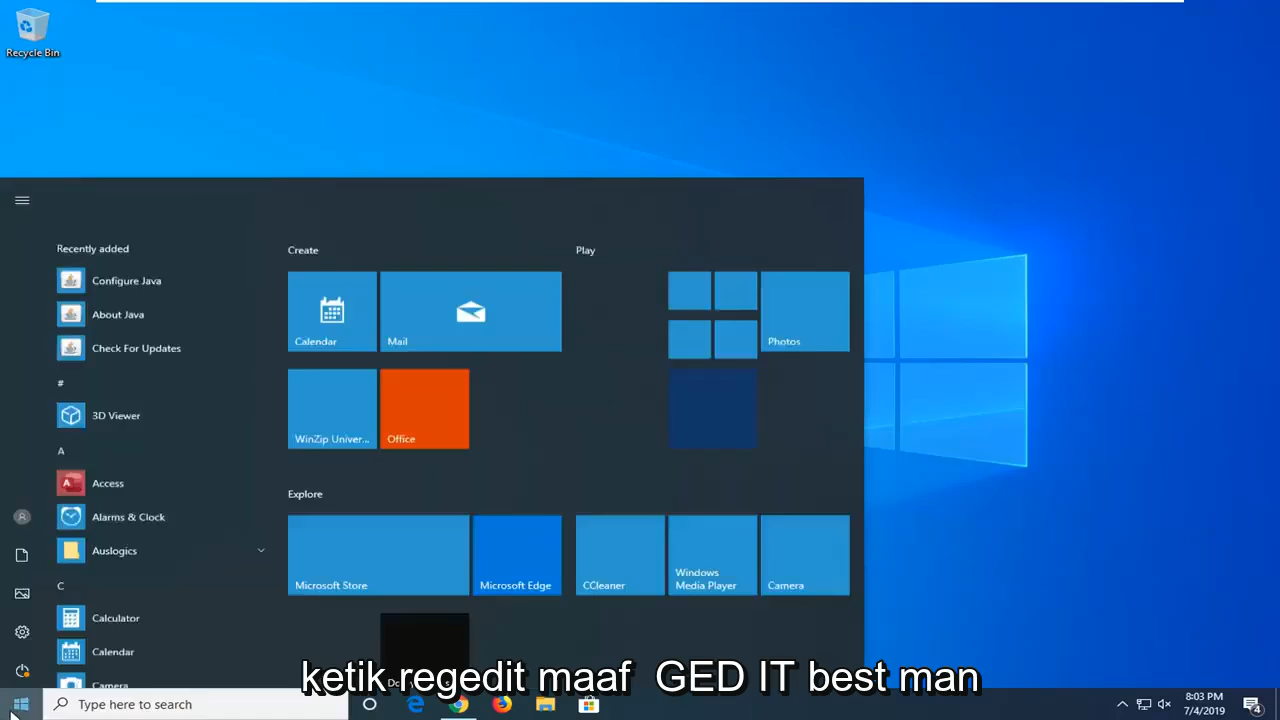 Recycle Bin
Recently added
Configure Java
About Java
Check For Updates
#
3D Viewer
A
Access
Alarms & Clock
Auslogics
C
Calculator
Calendar
Camera
Create
Calendar
Mail
WinZip Univer...
Office
Play
Photos
Explore
Microsoft Store
Microsoft Edge
CCleaner
Windows
Media Player
Camera
ketik regedit maaf GED IT best man
Type here to search
8:03 PM
7/4/2019
4